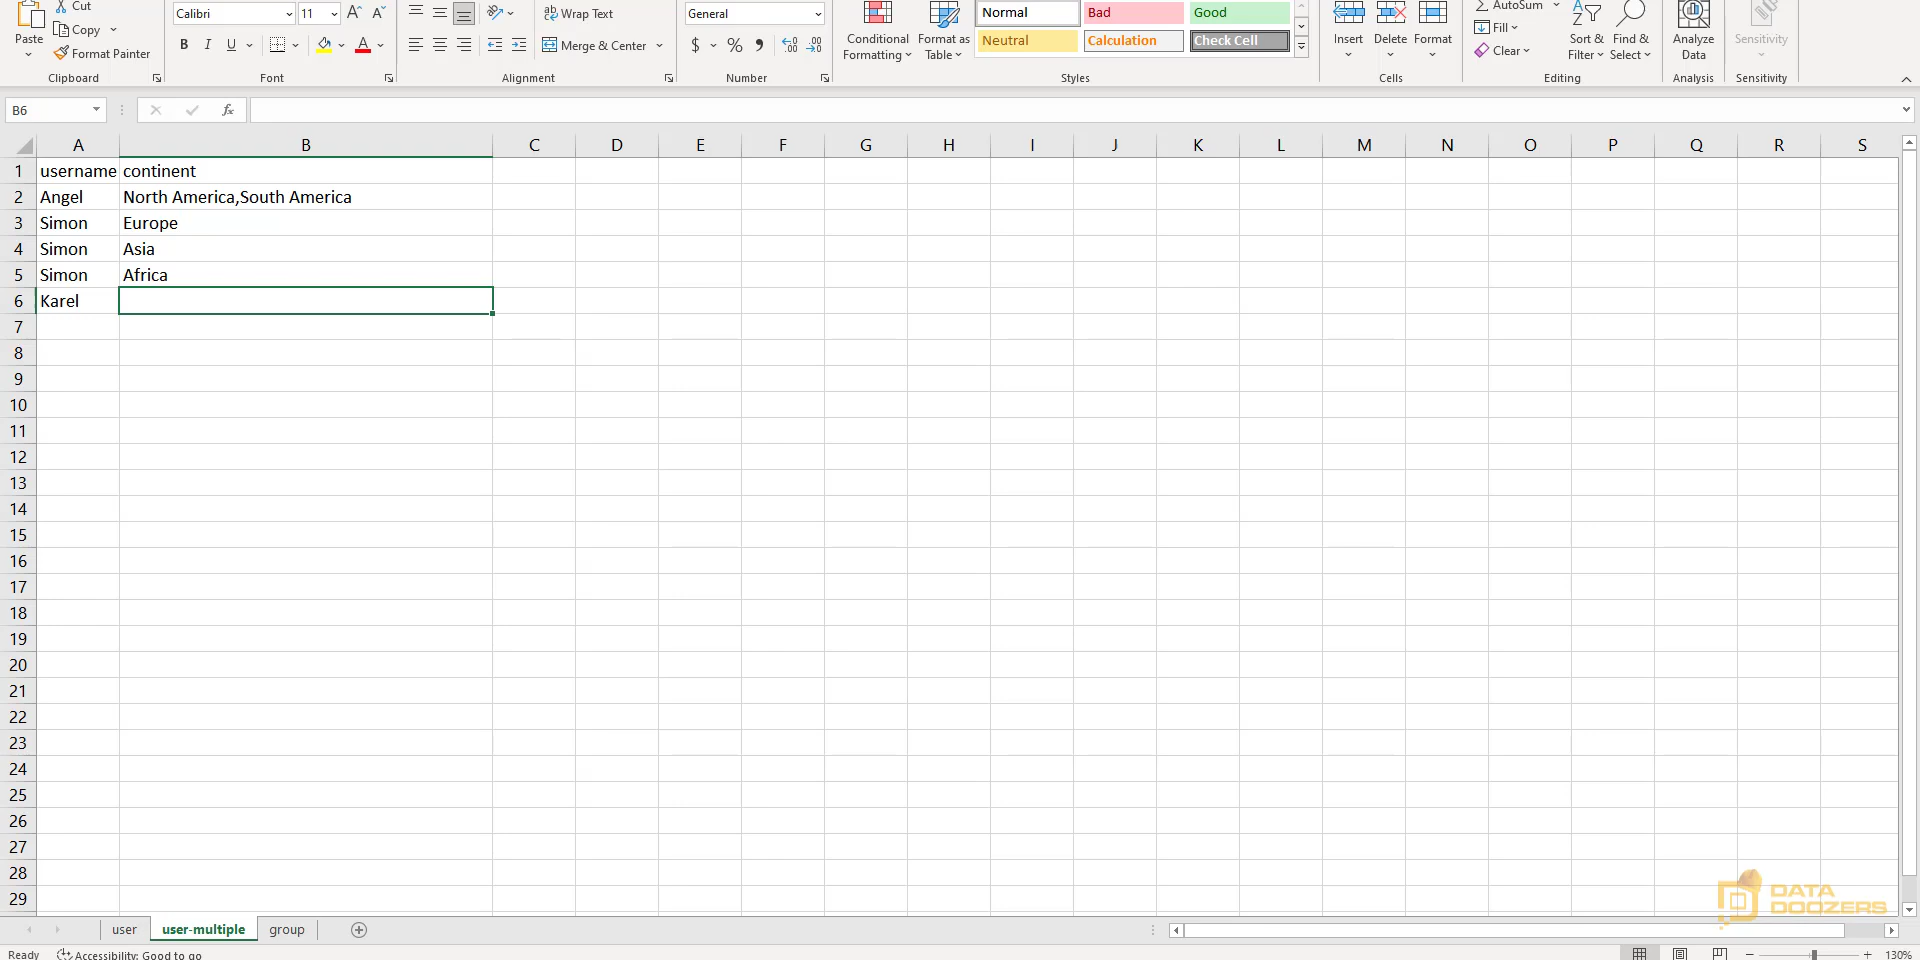 Cut
Calibri
11
Wrap Text
General
Normal
Bad
Good
AutoSum
Paste
Copy
Format Painter
B I U
A
Merge & Center
$ %
Conditional
Formatting
Format as
Table
Neutral
Calculation
Check Cell
Insert
Delete
Format
Fill
Clear
Sort &
Filter
Find &
Select
Analyze
Data
Sensitivity
Clipboard
Font
Alignment
Number
Styles
Cells
Editing
Analysis
Sensitivity
B6
fx
A B C D E F G H I J K L M N O P Q R S
1 username continent
2 Angel North America,South America
3 Simon Europe
4 Simon Asia
5 Simon Africa
6 Karel
7
8
9
10
11
12
13
14
15
16
17
18
19
20
21
22
23
24
25
26
27
28
29
DATA
DOOZERS
user user-multiple group
Ready Accessibility: Good to go
130%